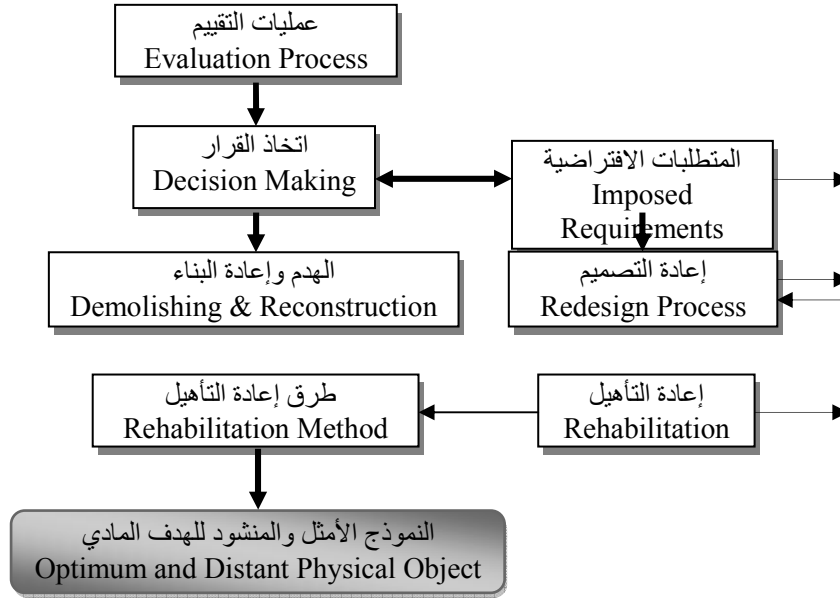 عمليات التقييم
Evaluation Process
اتخاذ القرار
Decision Making
المتطلبات الافتراضية
Imposed
Requirements
الهدم وإعادة البناء
Demolishing & Reconstruction
إعادة التصميم
Redesign Process
طرق إعادة التأهيل
Rehabilitation Method
إعادة التأهيل
Rehabilitation
النموذج الأمثل والمنشود للهدف المادي
Optimum and Distant Physical Object